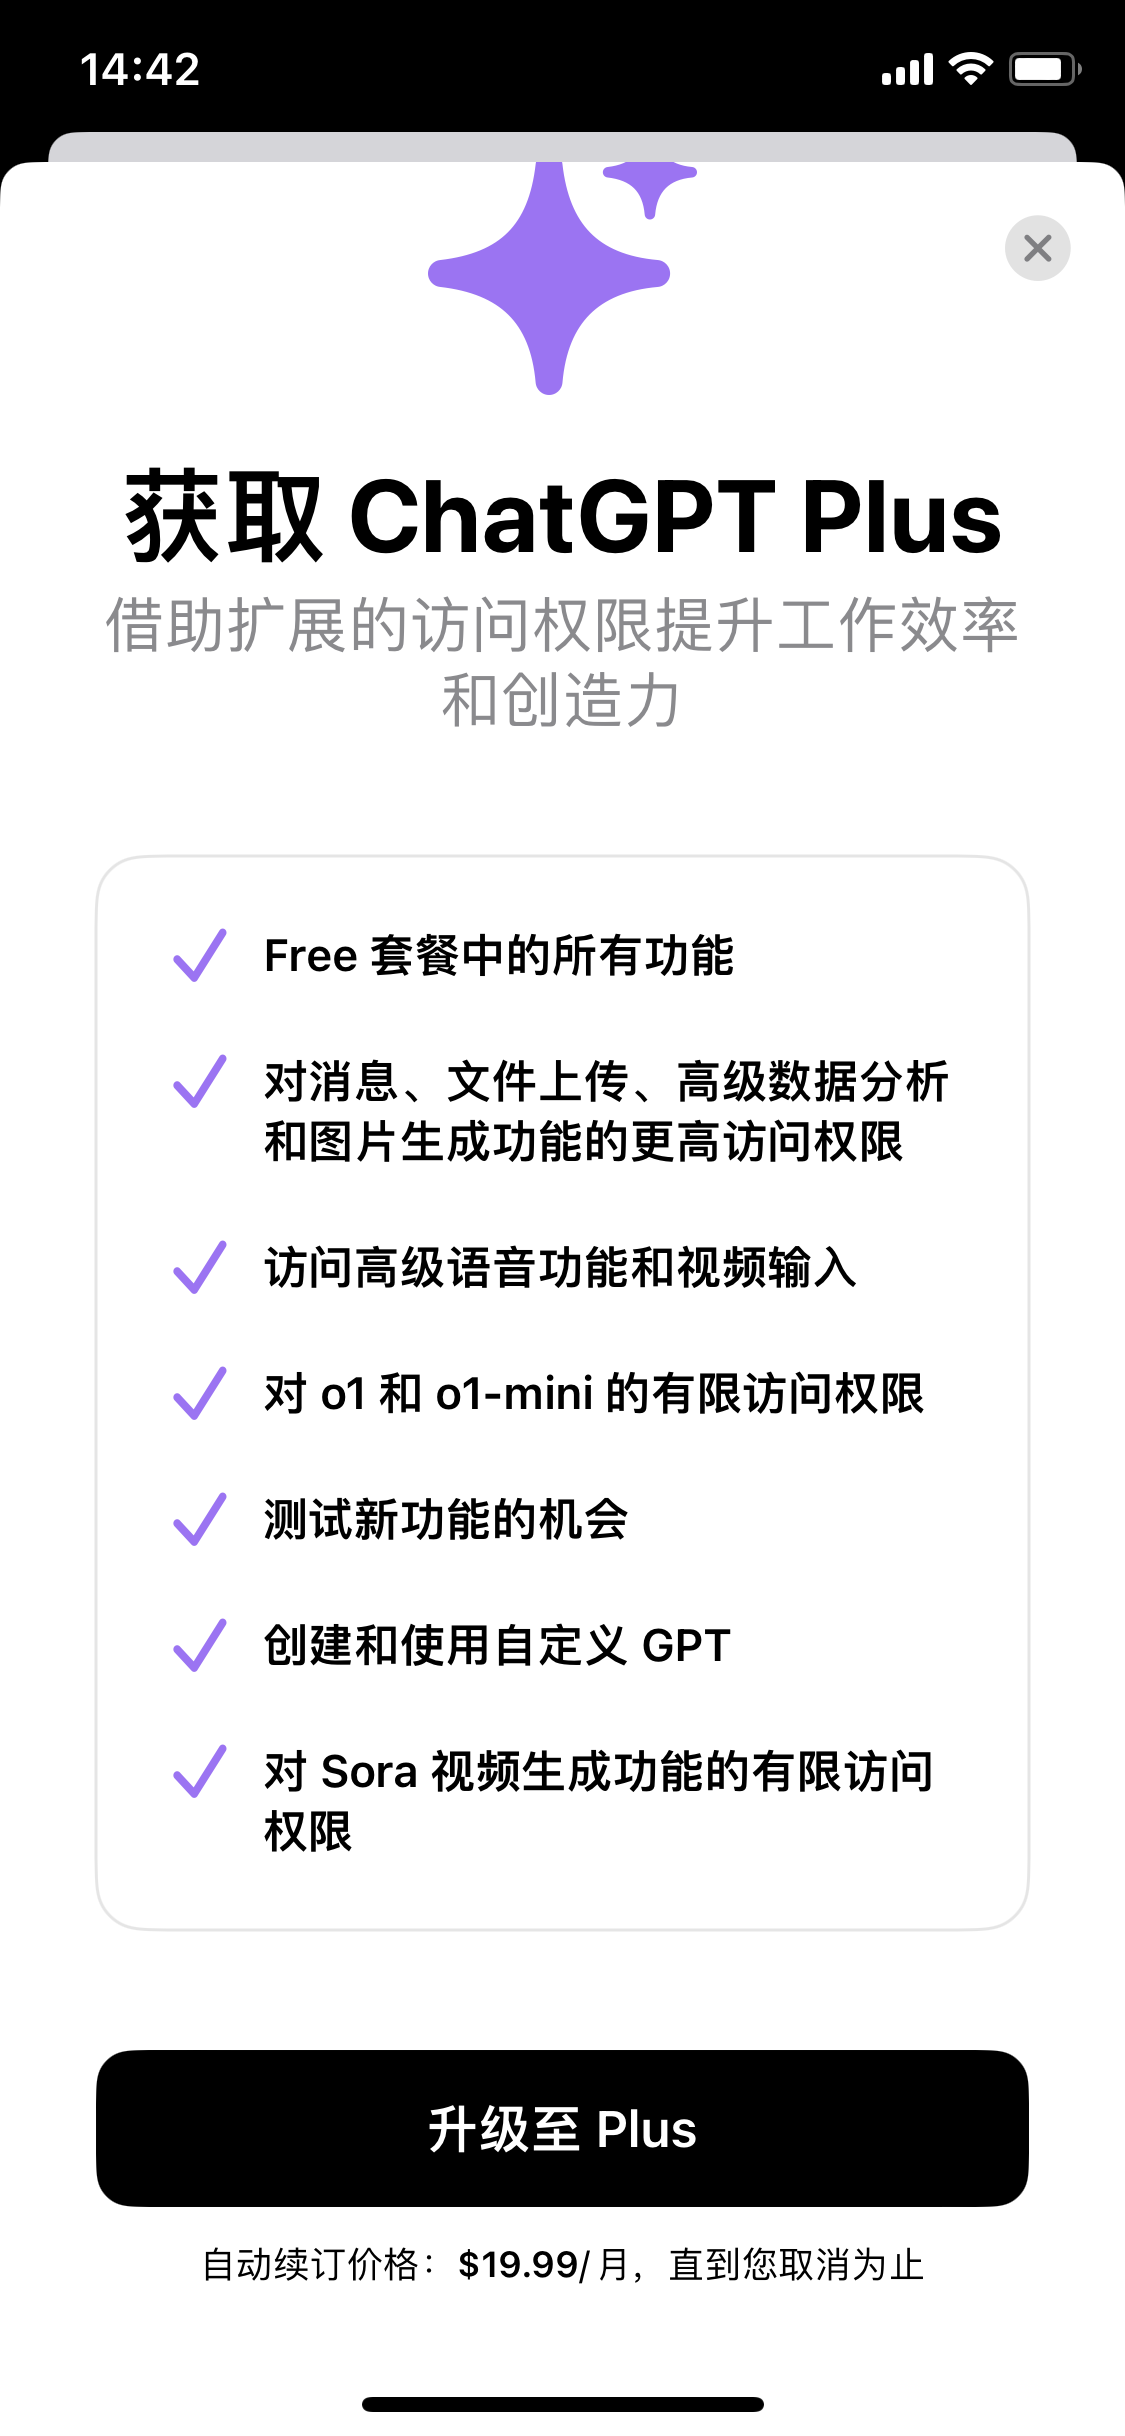 14:42
获取 ChatGPT Plus
借助扩展的访问权限提升工作效率
和创造力
Free 套餐中的所有功能
对消息、文件上传、高级数据分析
和图片生成功能的更高访问权限
访问高级语音功能和视频输入
对 o1 和 o1-mini 的有限访问权限
测试新功能的机会
创建和使用自定义 GPT
对 Sora 视频生成功能的有限访问
权限
升级至 Plus
自动续订价格：$19.99/ 月，直到您取消为止